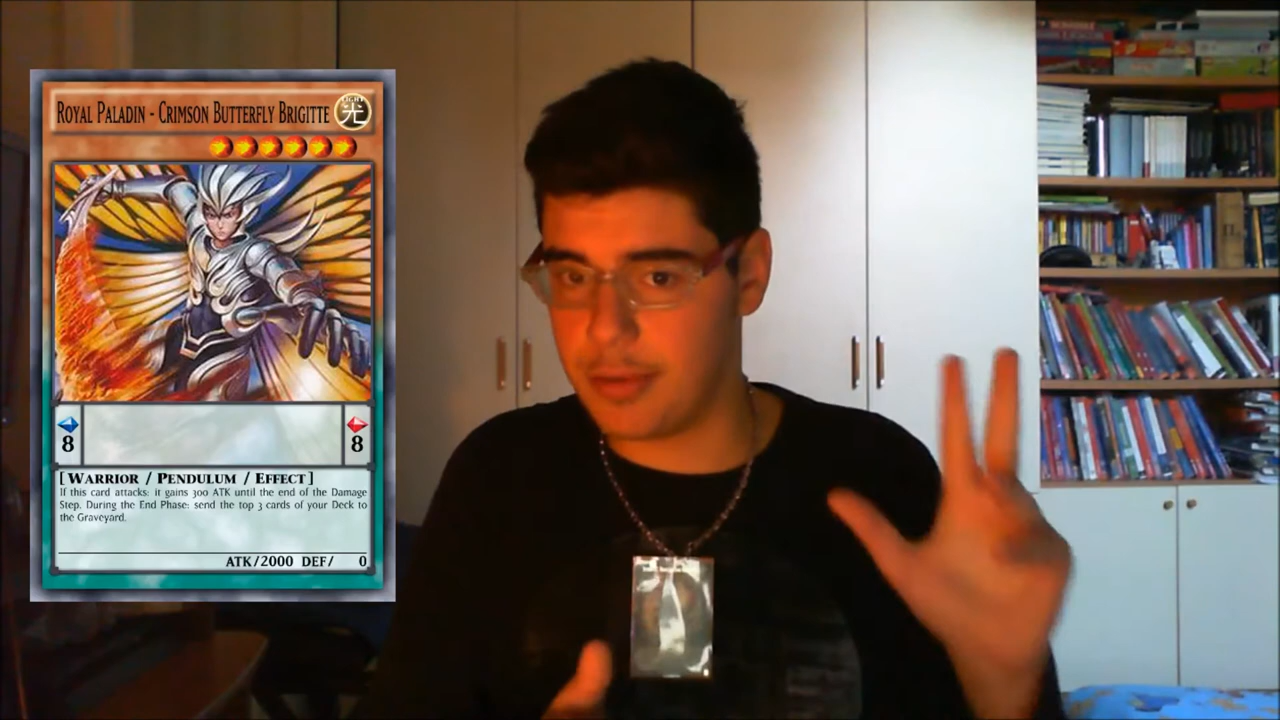 ROYAL PALADIN - CRIMSON BUTTERFLY BRIGITTE
LIGHT
光
8
8
[ WARRIOR / PENDULUM / EFFECT ]
If this card attacks: it gains 300 ATK until the end of the Damage
Step. During the End Phase: send the top 3 cards of your Deck to
the Graveyard.
ATK/2000 DEF/ 0